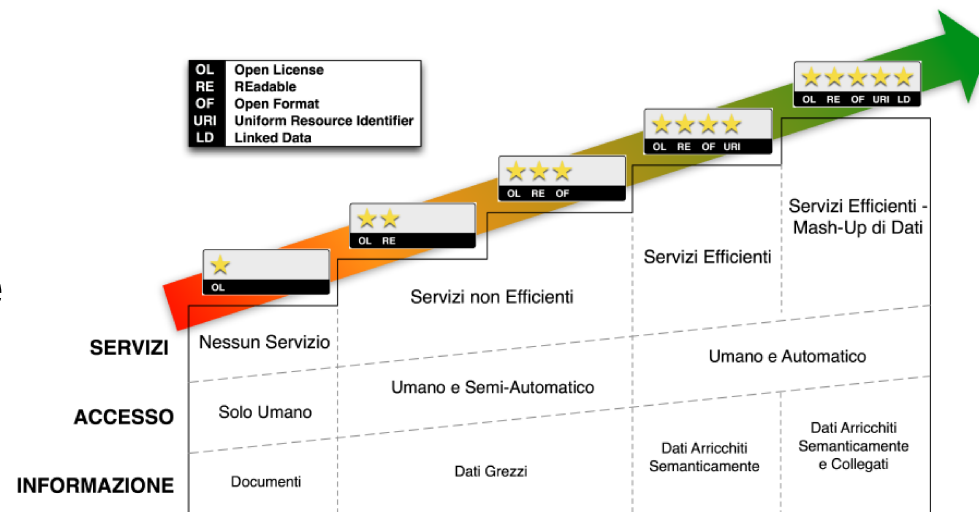 OL Open License
RE REadable
OF Open Format
URI Uniform Resource Identifier
LD Linked Data
OL RE OF URI LD
OL RE OF URI
OL RE OF
OL RE
OL
Servizi Efficienti -
Mash-Up di Dati
Servizi Efficienti
Servizi non Efficienti
SERVIZI
Nessun Servizio
Umano e Automatico
Umano e Semi-Automatico
ACCESSO
Solo Umano
Dati Arricchiti
Semanticamente
e Collegati
Dati Arricchiti
Semanticamente
Dati Grezzi
INFORMAZIONE
Documenti